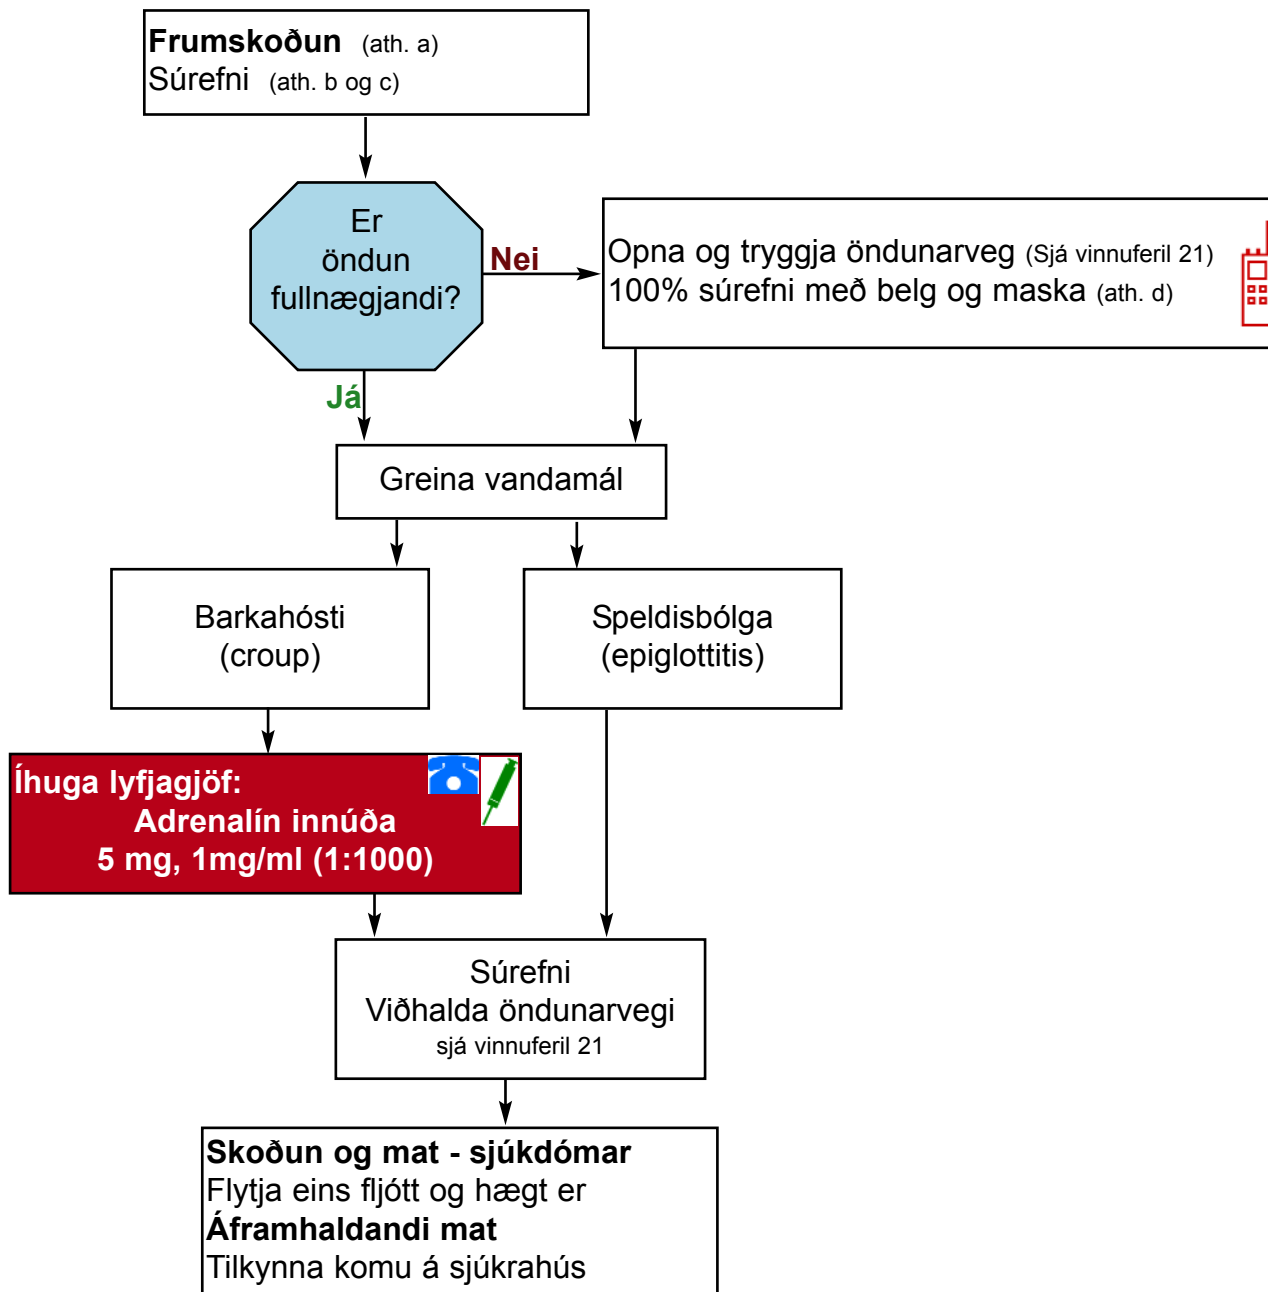 Frumskoðun (ath. a)
Súrefni (ath. b og c)
Er
öndun
fullnægjandi?
Nei
Opna og tryggja öndunarveg (Sjá vinnuferil 21)
100% súrefni með belg og maska (ath. d)
Já
Greina vandamál
Barkahósti
(croup)
Speldisbólga
(epiglottitis)
Íhuga lyfjagjöf:
Adrenalín innúða
5 mg, 1mg/ml (1:1000)
Súrefni
Viðhalda öndunarvegi
sjá vinnuferil 21
Skoðun og mat - sjúkdómar
Flytja eins fljótt og hægt er
Áframhaldandi mat
Tilkynna komu á sjúkrahús